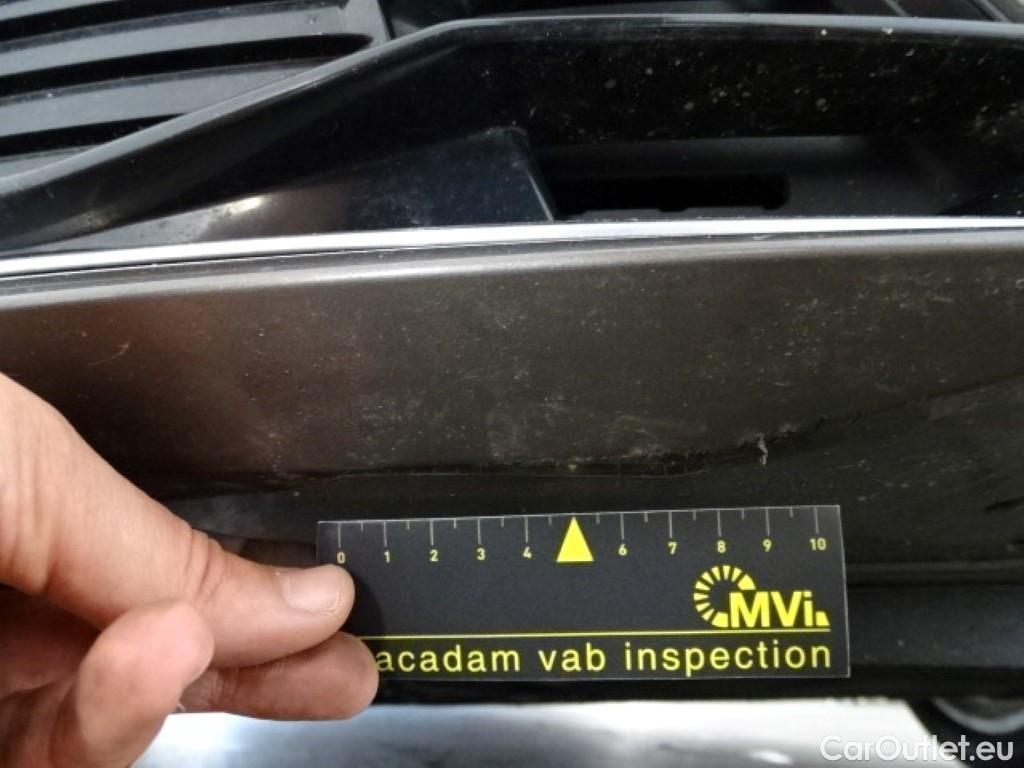 0 1 2 3 4 6 7 8 9 10
MVi
acadam vab inspection
CarOutlet.eu